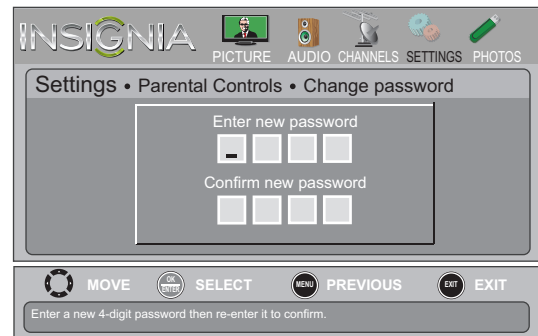 INSIGNIA
PICTURE AUDIO CHANNELS SETTINGS PHOTOS
Settings • Parental Controls • Change password
Enter new password
Confirm new password
MOVE OK ENTER SELECT MENU PREVIOUS EXIT EXIT
Enter a new 4-digit password then re-enter it to confirm.